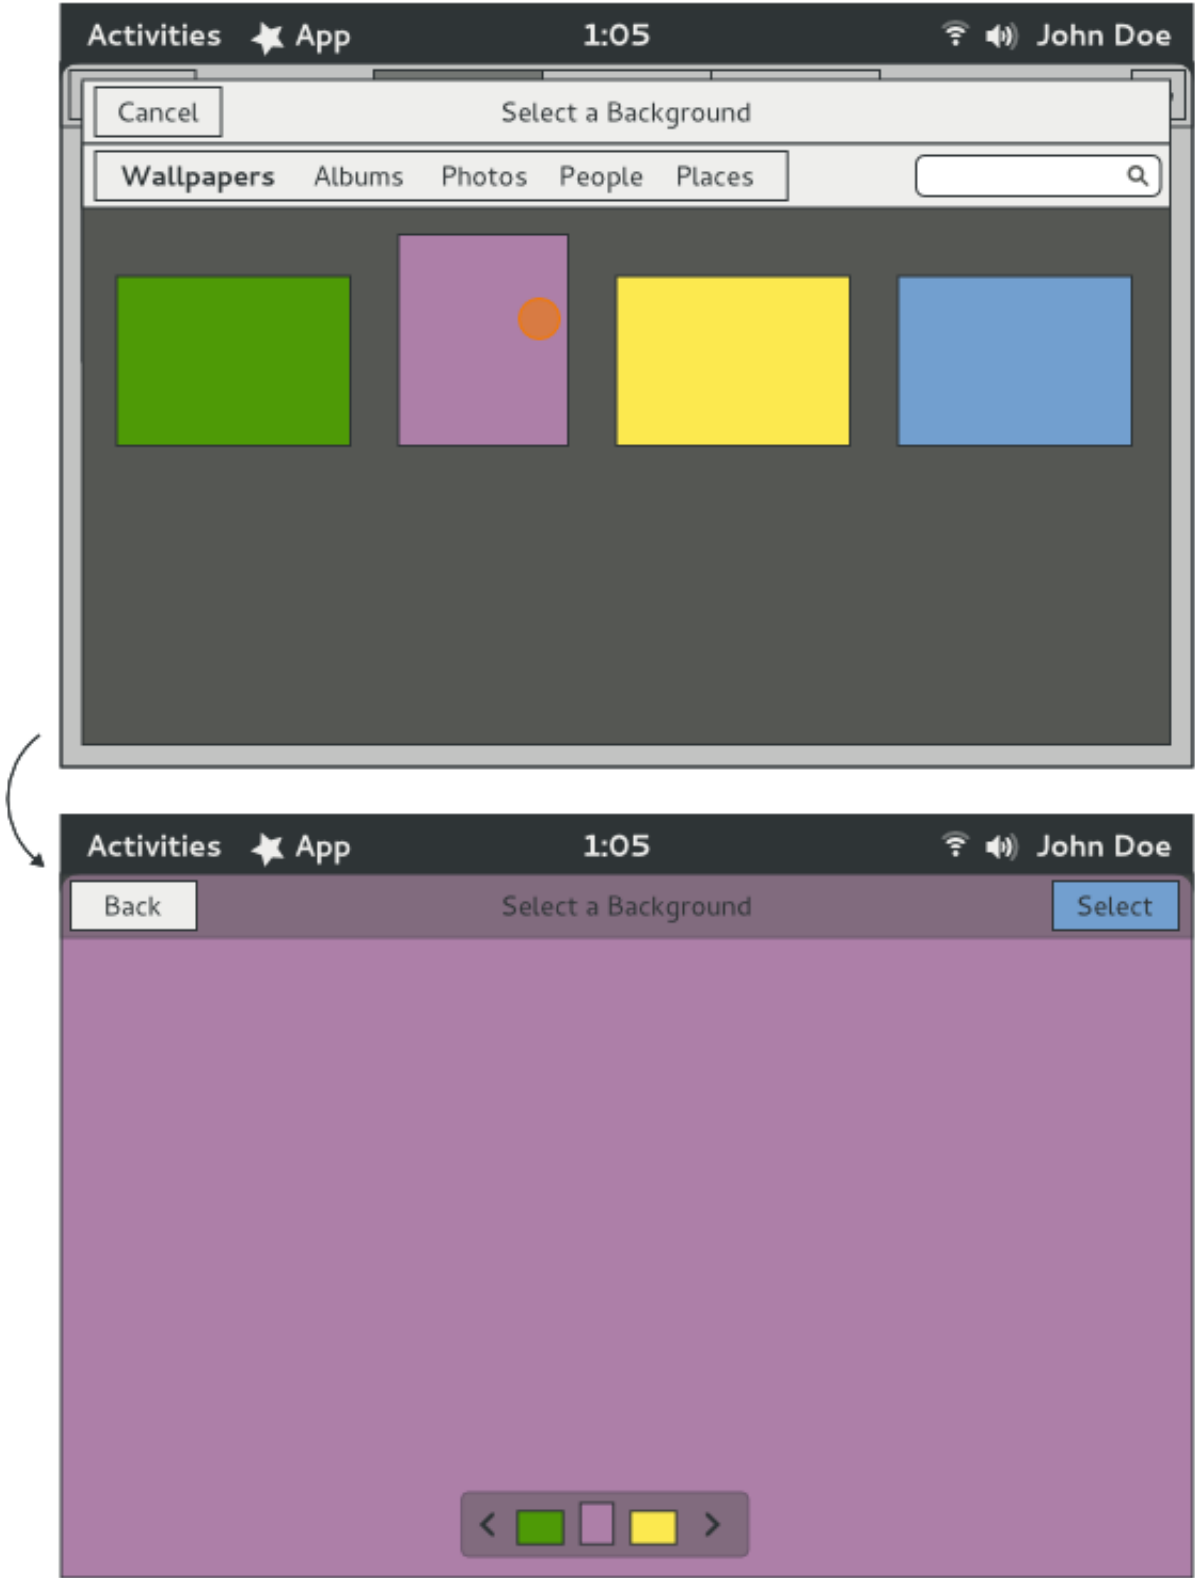 Activities App 1:05 John Doe
Cancel Select a Background
Wallpapers Albums Photos People Places
Activities App 1:05 John Doe
Back Select a Background Select